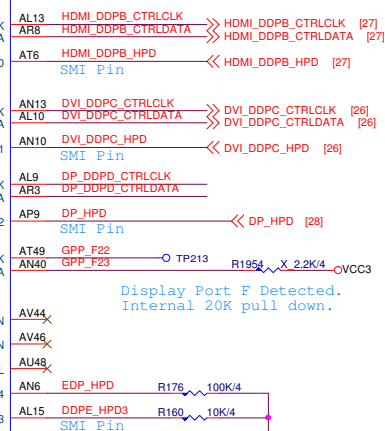 AL13 HDMI_DDPB_CTRLCLK HDMI_DDPB_CTRLCLK [27]
AR8 HDMI_DDPB_CTRLDATA HDMI_DDPB_CTRLDATA [27]
AT6 HDMI_DDPB_HPD HDMI_DDPB_HPD [27]
SMI Pin
AN13 DVI_DDPC_CTRLCLK DVI_DDPC_CTRLCLK [26]
AL10 DVI_DDPC_CTRLDATA DVI_DDPC_CTRLDATA [26]
AN10 DVI_DDPC_HPD DVI_DDPC_HPD [26]
SMI Pin
AL9 DP_DDPD_CTRLCLK
AR3 DP_DDPD_CTRLDATA
AP9 DP_HPD DP_HPD [28]
SMI Pin
AT49 GPP_F22 TP213
AN40 GPP_F23 R1954 X_2.2K/4 VCC3
Display Port F Detected.
Internal 20K pull down.
AV44
AV46
AU48
AN6 EDP_HPD R176 100K/4
AL15 DDPE_HPD3 R160 10K/4
SMI Pin